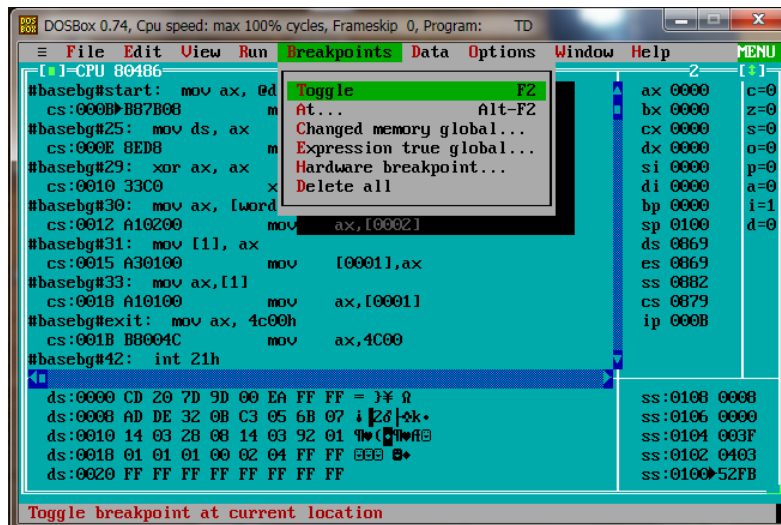 DOSBox 0.74, Cpu speed: max 100% cycles, Frameskip 0, Program: TD
≡ File Edit View Run Breakpoints Data Options Window Help MENU
[■]=CPU 80486 2 [↕]
#basebg#start: mov ax, @d
cs:000B►B87B08 m
#basebg#25: mov ds, ax
cs:000E 8ED8 m
#basebg#29: xor ax, ax
cs:0010 33C0 x
#basebg#30: mov ax, [word
cs:0012 A10200 mov ax,[0002]
#basebg#31: mov [1], ax
cs:0015 A30100 mov [0001],ax
#basebg#33: mov ax,[1]
cs:0018 A10100 mov ax,[0001]
#basebg#exit: mov ax, 4c00h
cs:001B B8004C mov ax,4C00
#basebg#42: int 21h
Toggle F2
At... Alt-F2
Changed memory global...
Expression true global...
Hardware breakpoint...
Delete all
ax 0000 c=0
bx 0000 z=0
cx 0000 s=0
dx 0000 o=0
si 0000 p=0
di 0000 a=0
bp 0000 i=1
sp 0100 d=0
ds 0869
es 0869
ss 0882
cs 0879
ip 000B
ds:0000 CD 20 7D 9D 00 EA FF FF = }¥ Ω
ds:0008 AD DE 32 0B C3 05 6B 07
ds:0010 14 03 28 08 14 03 92 01
ds:0018 01 01 01 00 02 04 FF FF
ds:0020 FF FF FF FF FF FF FF FF
ss:0108 0008
ss:0106 0000
ss:0104 003F
ss:0102 0403
ss:0100►52FB
Toggle breakpoint at current location